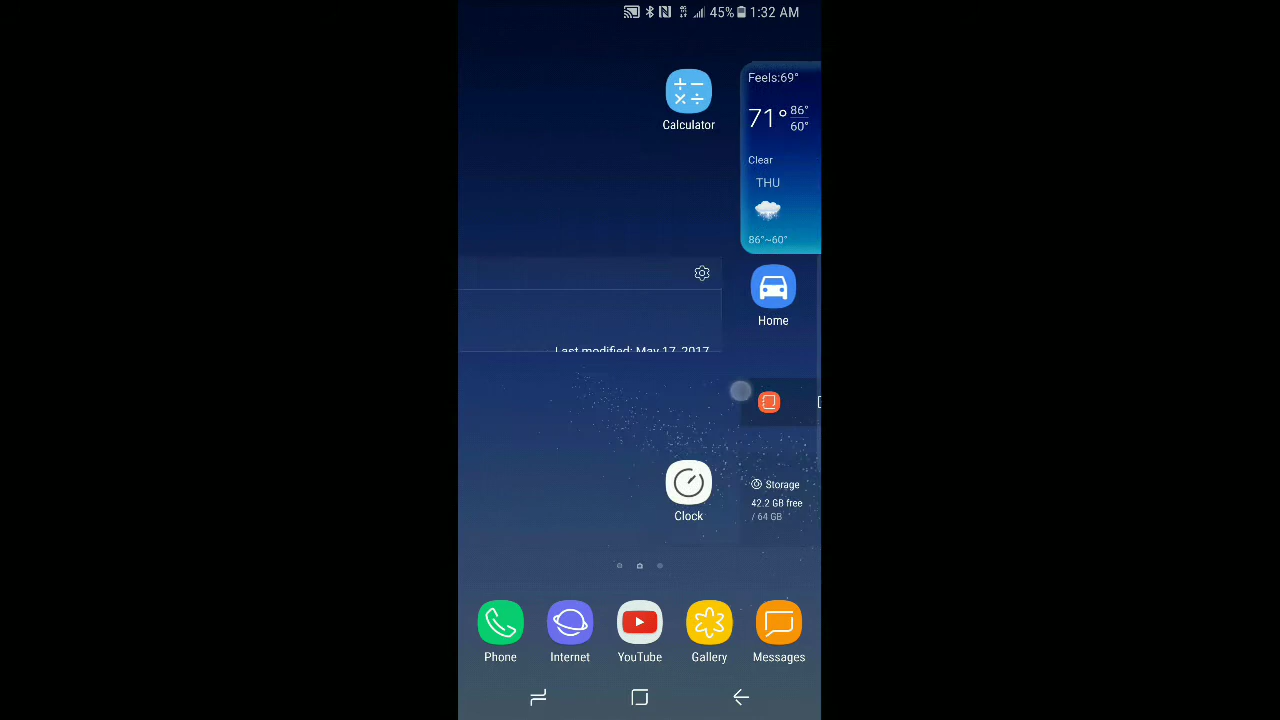 45% 1:32 AM
Calculator
Feels:69°
71° 86°
60°
Clear
THU
86°~60°
Home
Last modified: May 17, 2017
Clock
Storage
42.2 GB free
/ 64 GB
Phone
Internet
YouTube
Gallery
Messages